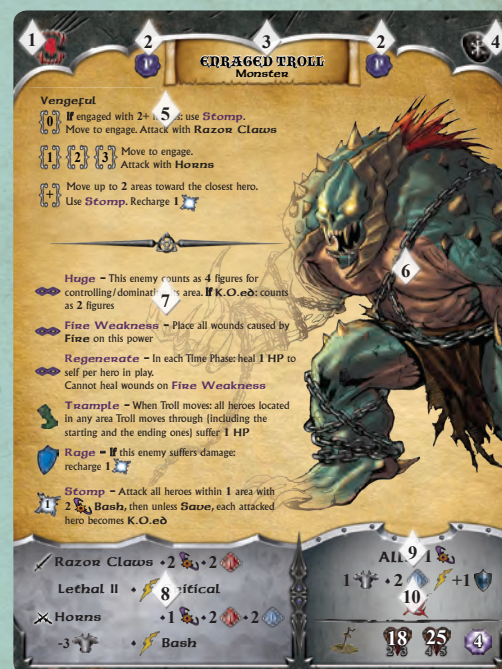 1 2 3 2 4
P ENRAGED TROLL P
Monster
Vengeful
5
0 If engaged with 2+ : use Stomp.
Move to engage. Attack with Razor Claws
1 2 3 Move to engage.
Attack with Horns
+ Move up to 2 areas toward the closest hero.
Use Stomp. Recharge 1
6
7
Huge – This enemy counts as 4 figures for
controlling/dominating area. If K.O.ed: counts
as 2 figures
Fire Weakness – Place all wounds caused by
Fire on this power
Regenerate – In each Time Phase: heal 1 HP to
self per hero in play.
Cannot heal wounds on Fire Weakness
Trample – When Troll moves: all heroes located
in any area Troll moves through (including the
starting and the ending ones) suffer 1 HP
Rage – If this enemy suffers damage:
recharge 1
1 Stomp – Attack all heroes within 1 area with
2 Bash, then unless Save, each attacked
hero becomes K.O.ed
Razor Claws • 2 • 2
Lethal II • 8
Horns • 1 • 2 • 2
-3 • Bash
9
1
1 • 2 +1
10
18 25 4
2 3 4 5